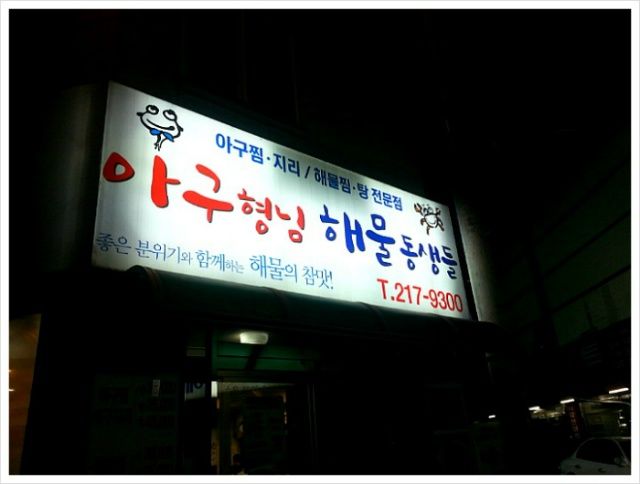 아구찜·지리 / 해물찜·탕 전문점
아구형님 해물동생들
좋은 분위기와 함께하는 해물의 참맛!
T.217-9300